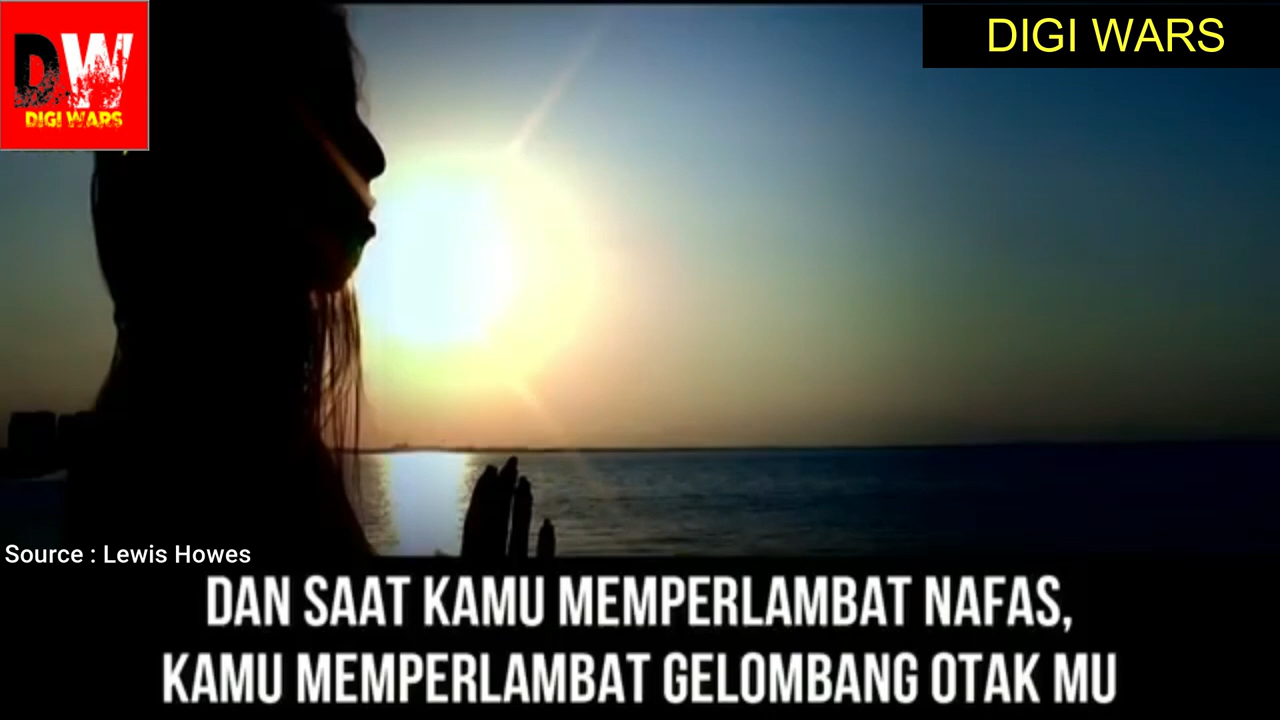 DW
DIGI WARS
DIGI WARS
Source : Lewis Howes
DAN SAAT KAMU MEMPERLAMBAT NAFAS,
KAMU MEMPERLAMBAT GELOMBANG OTAK MU